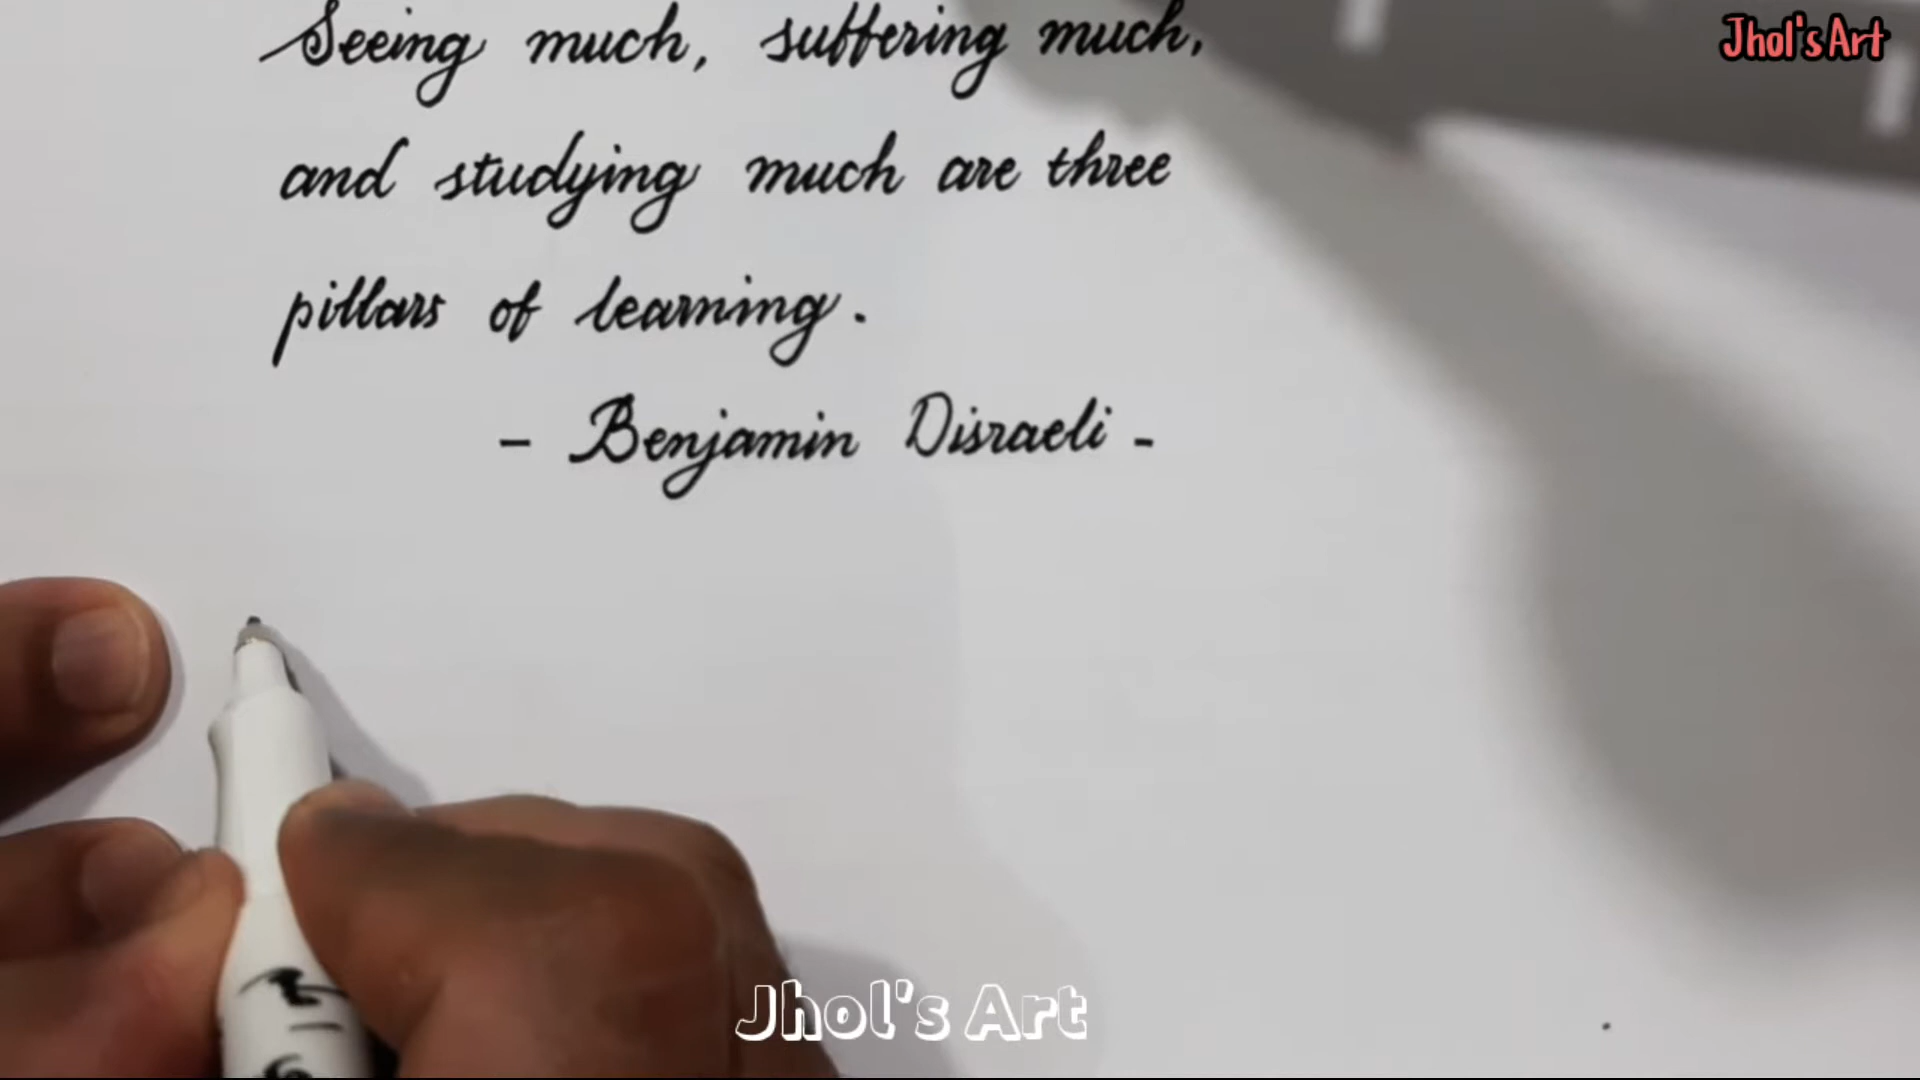 Seeing much, suffering much,
and studying much are three
pillars of learning.
- Benjamin Disraeli -
Jhol's Art
Jhol's Art